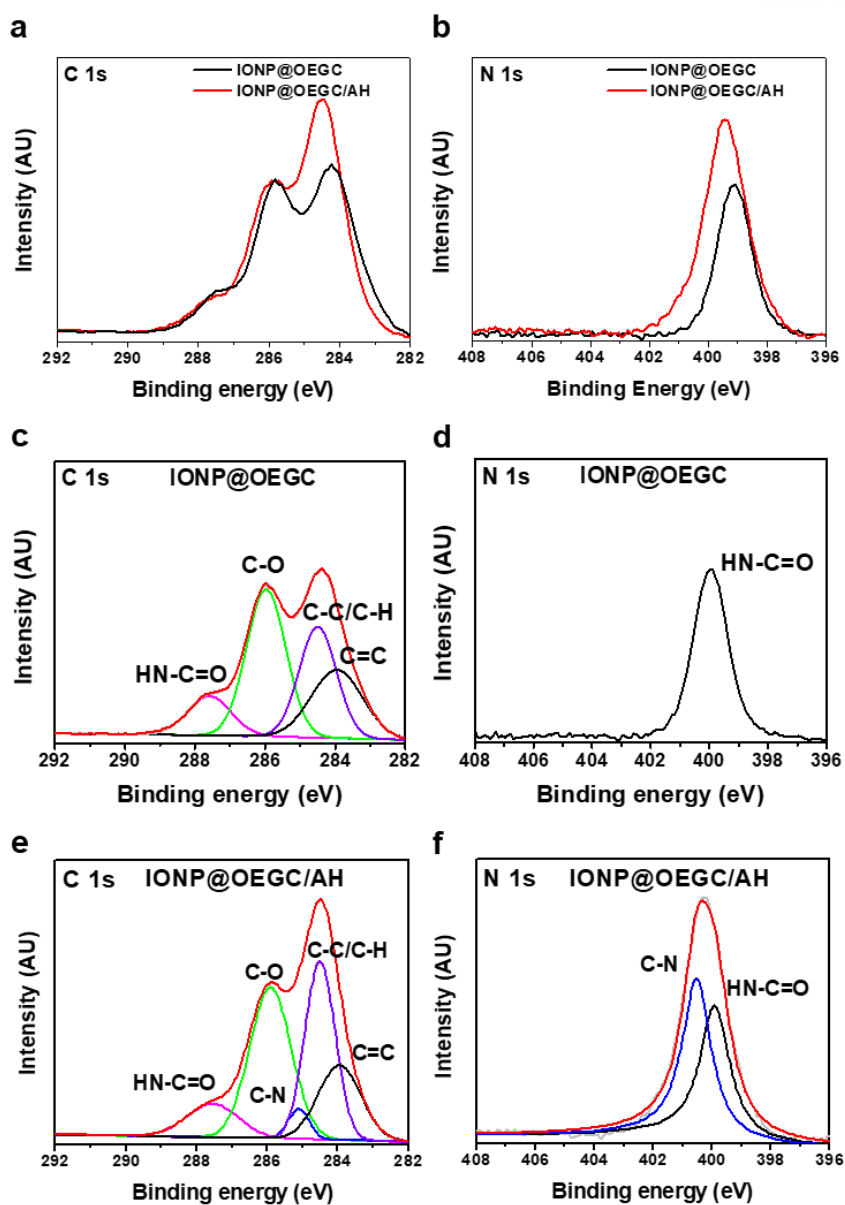 a
C 1s
IONP@OEGC
IONP@OEGC/AH
Intensity (AU)
292 290 288 286 284 282
Binding energy (eV)
b
N 1s
IONP@OEGC
IONP@OEGC/AH
Intensity (AU)
408 406 404 402 400 398 396
Binding Energy (eV)
c
C 1s IONP@OEGC
C-O
C-C/C-H
C=C
HN-C=O
Intensity (AU)
292 290 288 286 284 282
Binding energy (eV)
d
N 1s IONP@OEGC
HN-C=O
Intensity (AU)
408 406 404 402 400 398 396
Binding energy (eV)
e
C 1s IONP@OEGC/AH
C-C/C-H
C-O
C=C
HN-C=O
C-N
Intensity (AU)
292 290 288 286 284 282
Binding energy (eV)
f
N 1s IONP@OEGC/AH
C-N
HN-C=O
Intensity (AU)
408 406 404 402 400 398 396
Binding energy (eV)